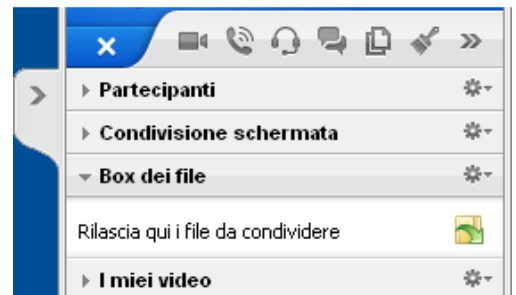 Partecipanti
Condivisione schermata
Box dei file
Rilascia qui i file da condividere
I miei video